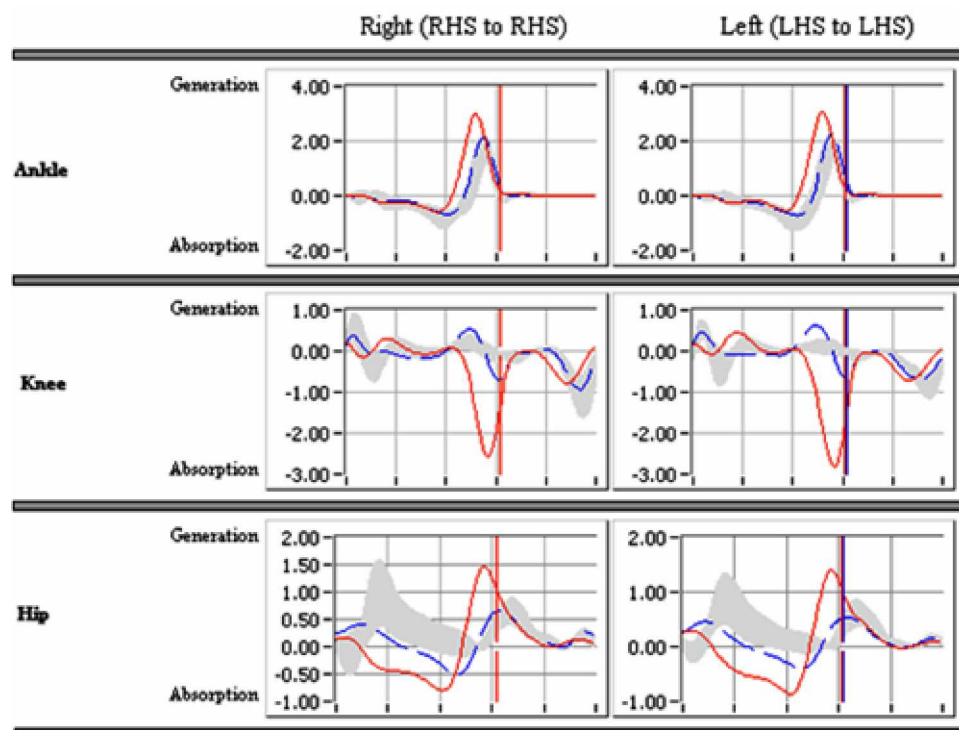 Right (RHS to RHS) Left (LHS to LHS)
Generation
4.00 4.00
2.00 2.00
Ankle
0.00 0.00
Absorption
-2.00 -2.00
Generation
1.00 1.00
0.00 0.00
Knee
-1.00 -1.00
-2.00 -2.00
Absorption
-3.00 -3.00
Generation
2.00 2.00
1.50
1.00 1.00
Hip
0.50
0.00 0.00
-0.50
Absorption
-1.00 -1.00